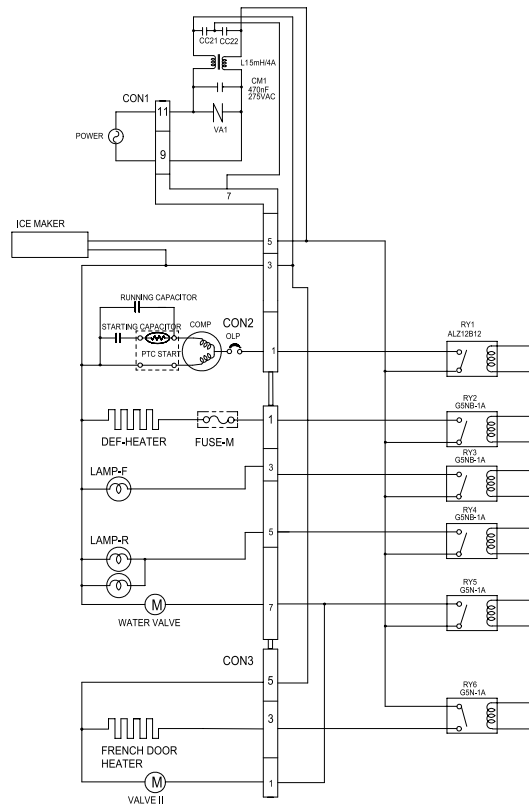 CC21 CC22
L15mH/4A
CM1
470nF
275VAC
CON1
11
VA1
POWER
9
7
ICE MAKER
5
3
RUNNING CAPACITOR
CON2
STARTING CAPACITOR
COMP
OLP
RY1
ALZ12B12
PTC START
1
RY2
G5NB-1A
1
DEF-HEATER
FUSE-M
RY3
G5NB-1A
LAMP-F
3
RY4
G5NB-1A
LAMP-R
5
RY5
G5N-1A
M
7
WATER VALVE
CON3
5
RY6
G5N-1A
3
FRENCH DOOR
HEATER
M
1
VALVE II